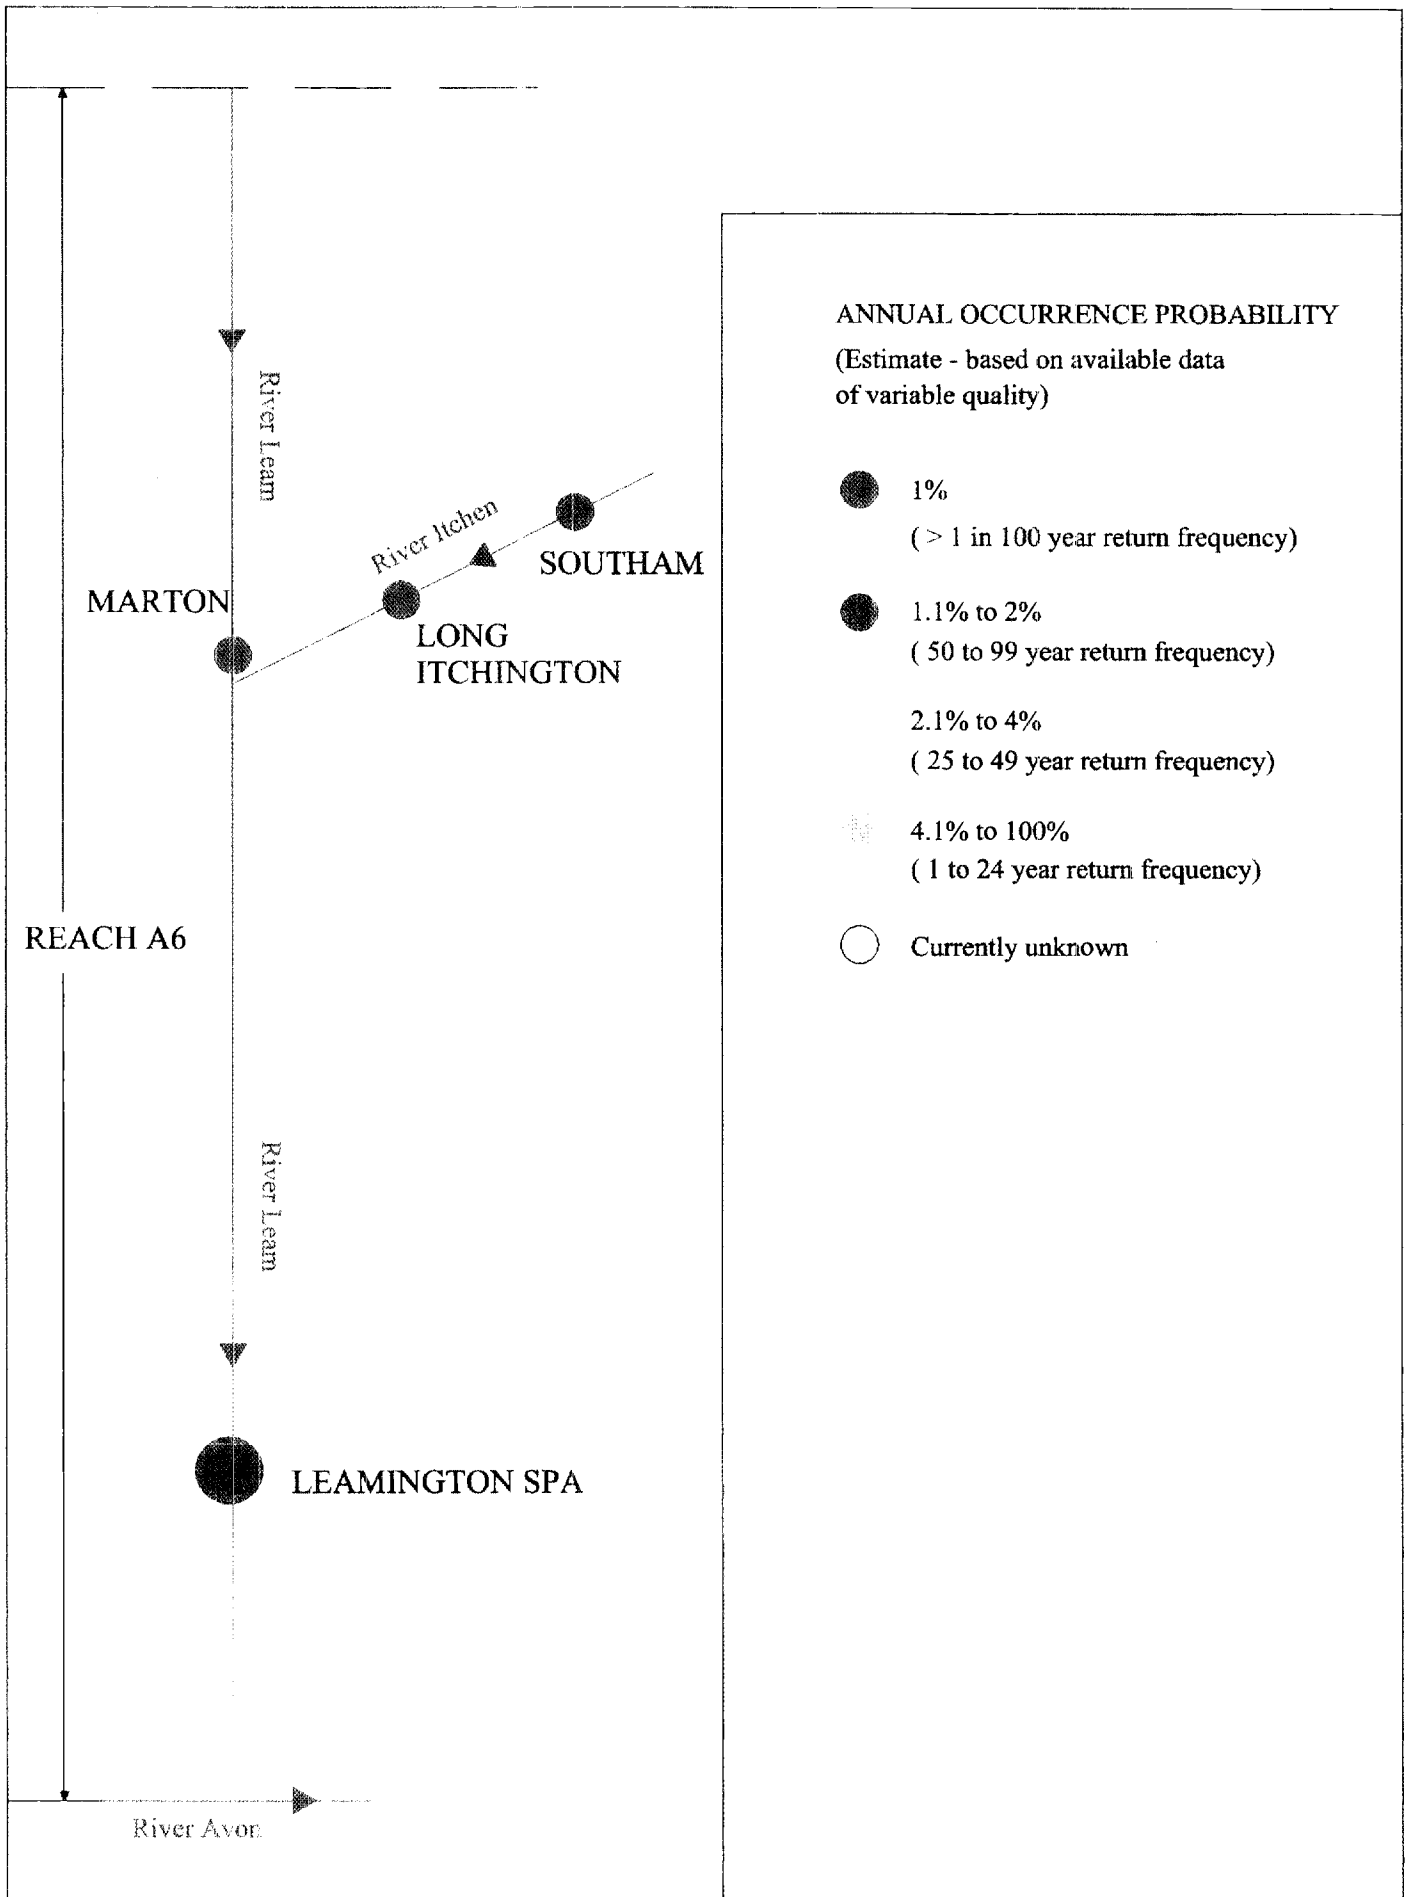 River Leam
River Itchen
SOUTHAM
MARTON
LONG
ITCHINGTON
REACH A6
River Leam
LEAMINGTON SPA
River Avon
ANNUAL OCCURRENCE PROBABILITY
(Estimate - based on available data
of variable quality)
1%
( > 1 in 100 year return frequency)
1.1% to 2%
( 50 to 99 year return frequency)
2.1% to 4%
( 25 to 49 year return frequency)
4.1% to 100%
( 1 to 24 year return frequency)
Currently unknown